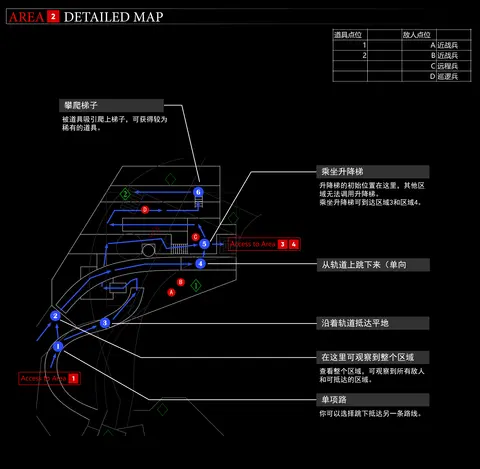 AREA 2 DETAILED MAP
道具点位 敌人点位
1 A 近战兵
2 B 近战兵
C 远程兵
D 巡逻兵
攀爬梯子
被道具吸引爬上梯子，可获得较为
稀有的道具。
乘坐升降梯
升降梯的初始位置在这里，其他区
域无法调用升降梯。
乘坐升降梯可到达区域3和区域4。
2
6
D
C
5
Access to Area 3 4
4
从轨道上跳下来（单向
B
1
A
2
3
沿着轨道抵达平地
1
在这里可观察到整个区域
查看整个区域，可观察到所有敌人
和可抵达的区域。
Access to Area 1
单项路
你可以选择跳下抵达另一条路线。